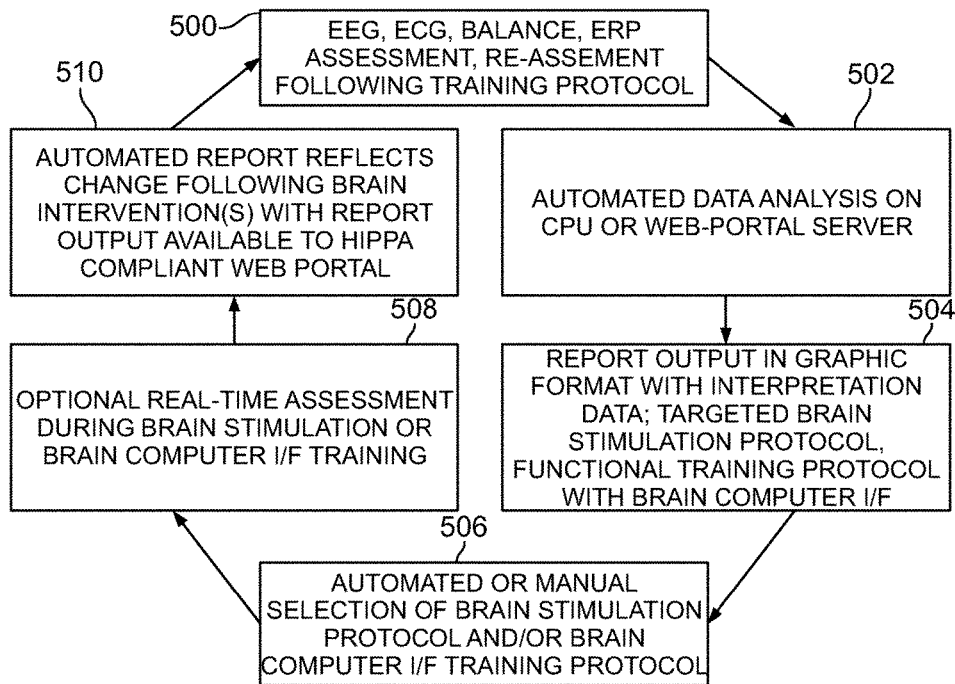 500
EEG, ECG, BALANCE, ERP
ASSESSMENT, RE-ASSEMENT
FOLLOWING TRAINING PROTOCOL
502
AUTOMATED DATA ANALYSIS ON
CPU OR WEB-PORTAL SERVER
504
REPORT OUTPUT IN GRAPHIC
FORMAT WITH INTERPRETATION
DATA; TARGETED BRAIN
STIMULATION PROTOCOL,
FUNCTIONAL TRAINING PROTOCOL
WITH BRAIN COMPUTER I/F
506
AUTOMATED OR MANUAL
SELECTION OF BRAIN STIMULATION
PROTOCOL AND/OR BRAIN
COMPUTER I/F TRAINING PROTOCOL
508
OPTIONAL REAL-TIME ASSESSMENT
DURING BRAIN STIMULATION OR
BRAIN COMPUTER I/F TRAINING
510
AUTOMATED REPORT REFLECTS
CHANGE FOLLOWING BRAIN
INTERVENTION(S) WITH REPORT
OUTPUT AVAILABLE TO HIPPA
COMPLIANT WEB PORTAL